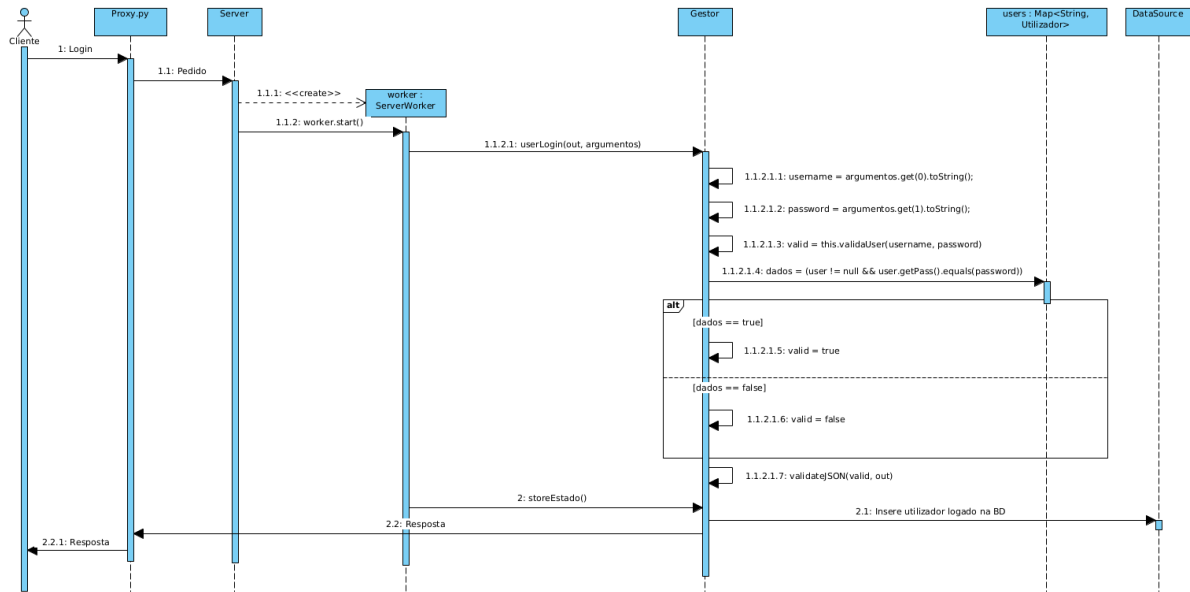 Proxy.py
Server
Gestor
users : Map<String,
Utilizador>
DataSource
Cliente
1: Login
1.1: Pedido
1.1.1: <<create>>
worker :
ServerWorker
1.1.2: worker.start()
1.1.2.1: userLogin(out, argumentos)
1.1.2.1.1: username = argumentos.get(0).toString();
1.1.2.1.2: password = argumentos.get(1).toString();
1.1.2.1.3: valid = this.validaUser(username, password)
1.1.2.1.4: dados = (user != null && user.getPass().equals(password))
alt
[dados == true]
1.1.2.1.5: valid = true
[dados == false]
1.1.2.1.6: valid = false
1.1.2.1.7: validateJSON(valid, out)
2: storeEstado()
2.1: Insere utilizador logado na BD
2.2: Resposta
2.2.1: Resposta